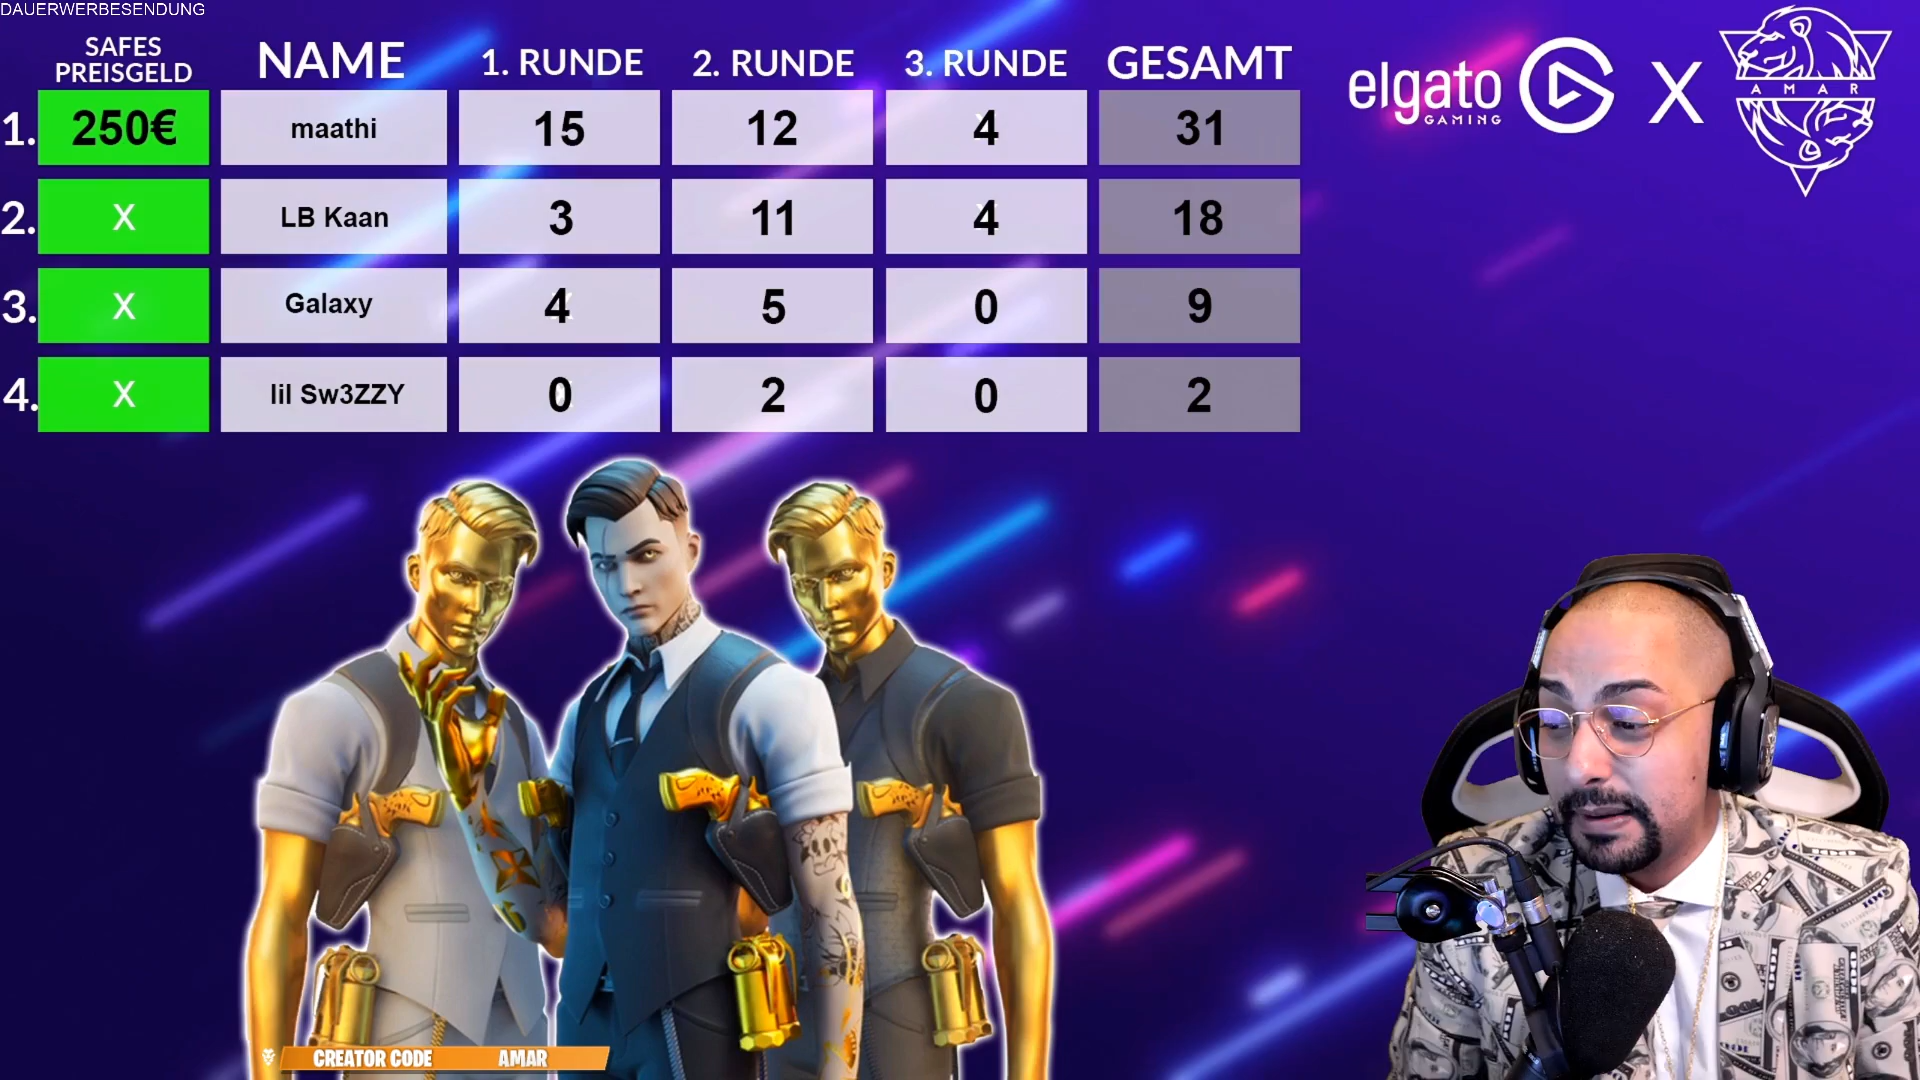 DAUERWERBESENDUNG
SAFES
PREISGELD
NAME
1. RUNDE
2. RUNDE
3. RUNDE
GESAMT
1. 250€ maathi 15 12 4 31
2. X LB Kaan 3 11 4 18
3. X Galaxy 4 5 0 9
4. X lil Sw3ZZY 0 2 0 2
elgato
GAMING
X
AMAR
CREATOR CODE AMAR